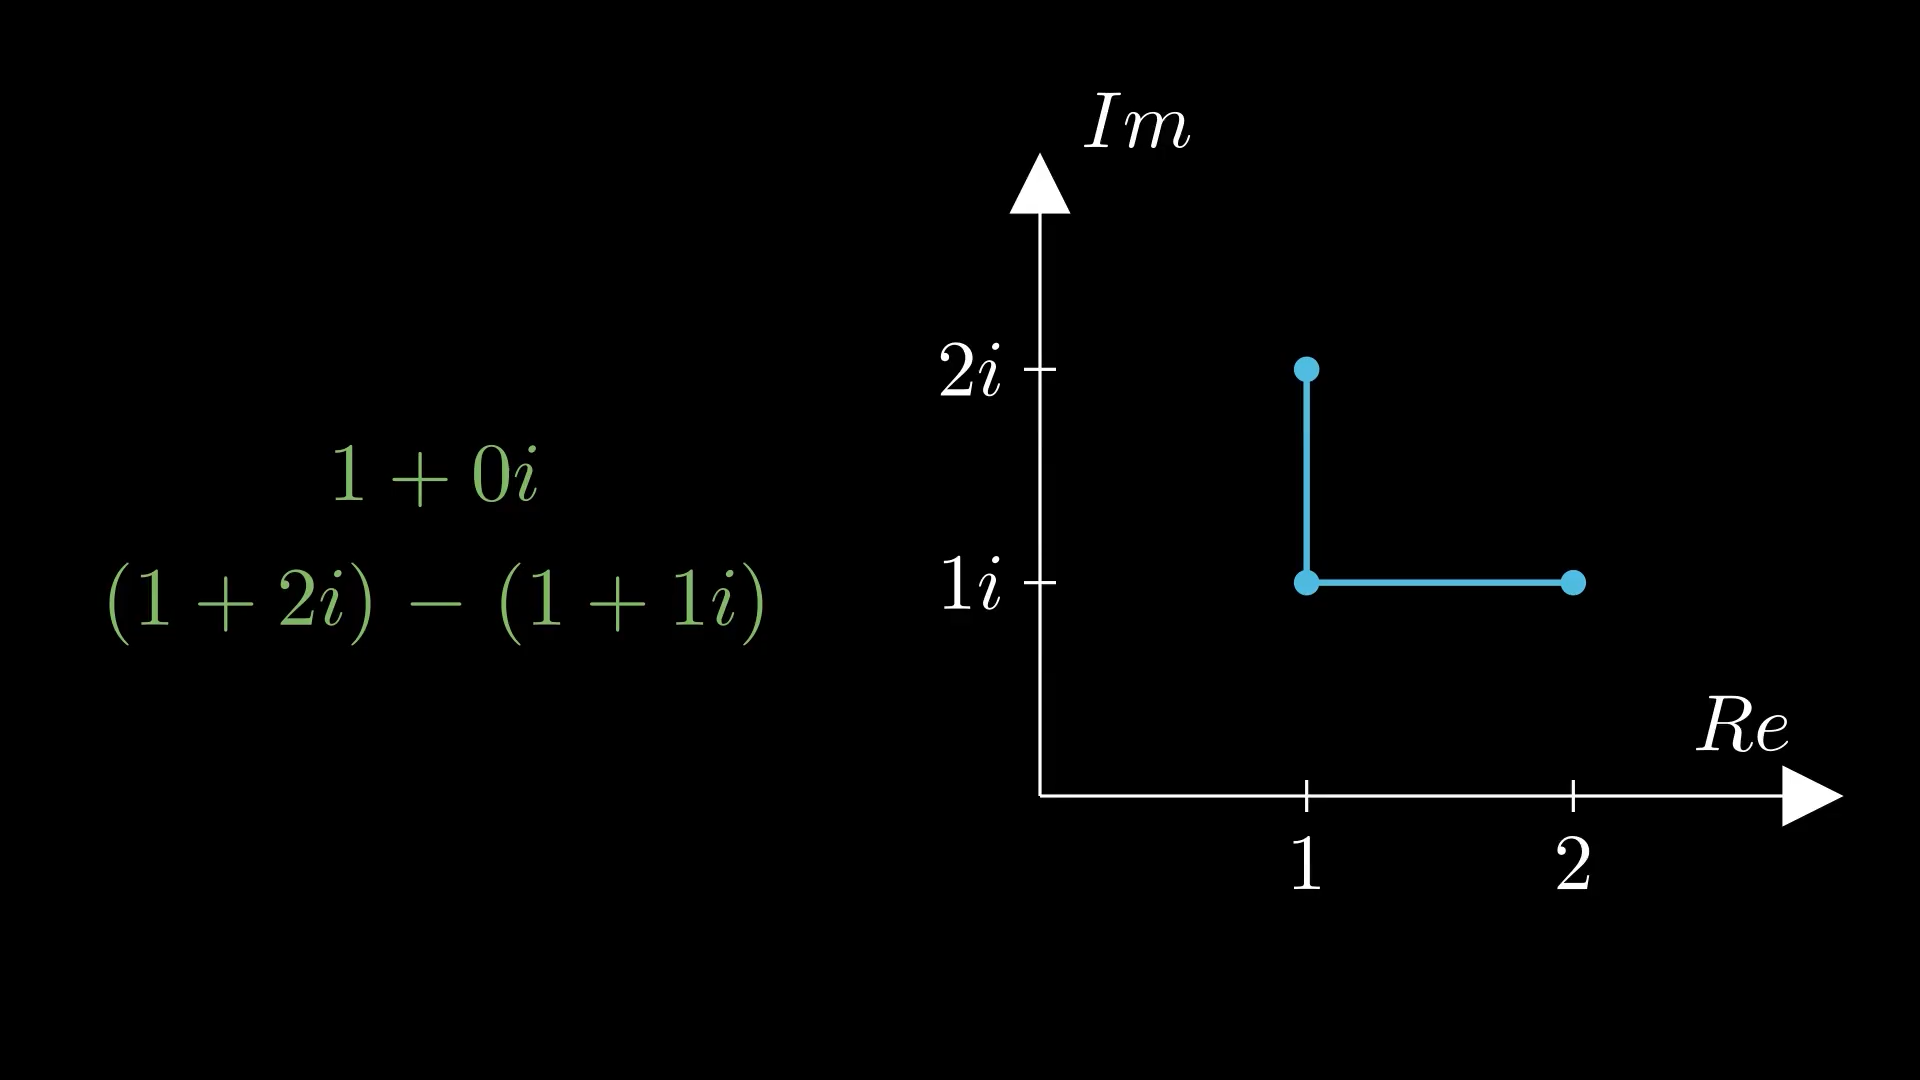 1 + 0i
(1 + 2i) − (1 + 1i)
Im
2i
1i
Re
1
2